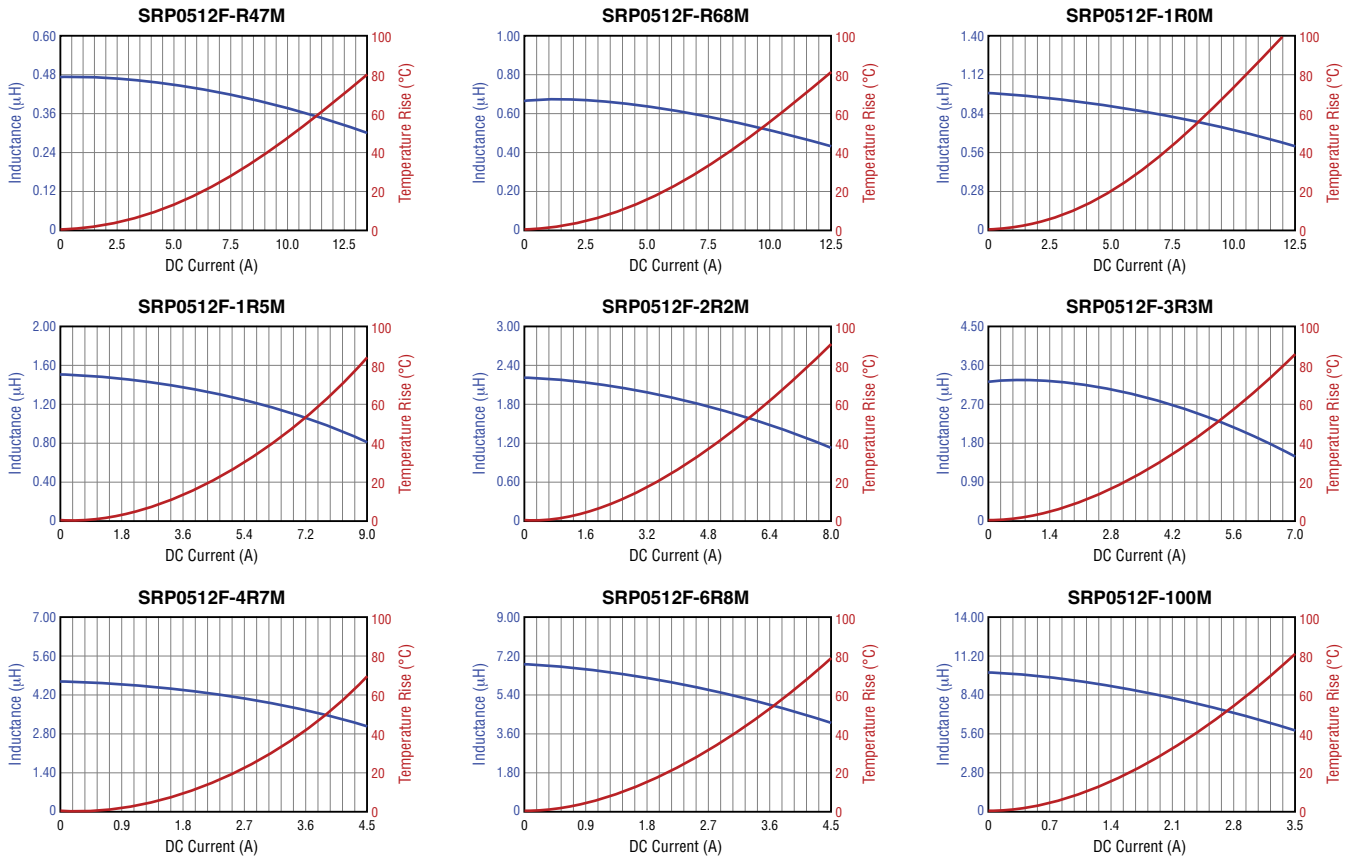 SRP0512F-R47M
0.60
0.48
0.36
0.24
0.12
0
Inductance (μH)
100
80
60
40
20
0
Temperature Rise (°C)
0 2.5 5.0 7.5 10.0 12.5
DC Current (A)
SRP0512F-R68M
1.00
0.80
0.60
0.40
0.20
0
Inductance (μH)
100
80
60
40
20
0
Temperature Rise (°C)
0 2.5 5.0 7.5 10.0 12.5
DC Current (A)
SRP0512F-1R0M
1.40
1.12
0.84
0.56
0.28
0
Inductance (μH)
100
80
60
40
20
0
Temperature Rise (°C)
0 2.5 5.0 7.5 10.0 12.5
DC Current (A)
SRP0512F-1R5M
2.00
1.60
1.20
0.80
0.40
0
Inductance (μH)
100
80
60
40
20
0
Temperature Rise (°C)
0 1.8 3.6 5.4 7.2 9.0
DC Current (A)
SRP0512F-2R2M
3.00
2.40
1.80
1.20
0.60
0
Inductance (μH)
100
80
60
40
20
0
Temperature Rise (°C)
0 1.6 3.2 4.8 6.4 8.0
DC Current (A)
SRP0512F-3R3M
4.50
3.60
2.70
1.80
0.90
0
Inductance (μH)
100
80
60
40
20
0
Temperature Rise (°C)
0 1.4 2.8 4.2 5.6 7.0
DC Current (A)
SRP0512F-4R7M
7.00
5.60
4.20
2.80
1.40
0
Inductance (μH)
100
80
60
40
20
0
Temperature Rise (°C)
0 0.9 1.8 2.7 3.6 4.5
DC Current (A)
SRP0512F-6R8M
9.00
7.20
5.40
3.60
1.80
0
Inductance (μH)
100
80
60
40
20
0
Temperature Rise (°C)
0 0.9 1.8 2.7 3.6 4.5
DC Current (A)
SRP0512F-100M
14.00
11.20
8.40
5.60
2.80
0
Inductance (μH)
100
80
60
40
20
0
Temperature Rise (°C)
0 0.7 1.4 2.1 2.8 3.5
DC Current (A)